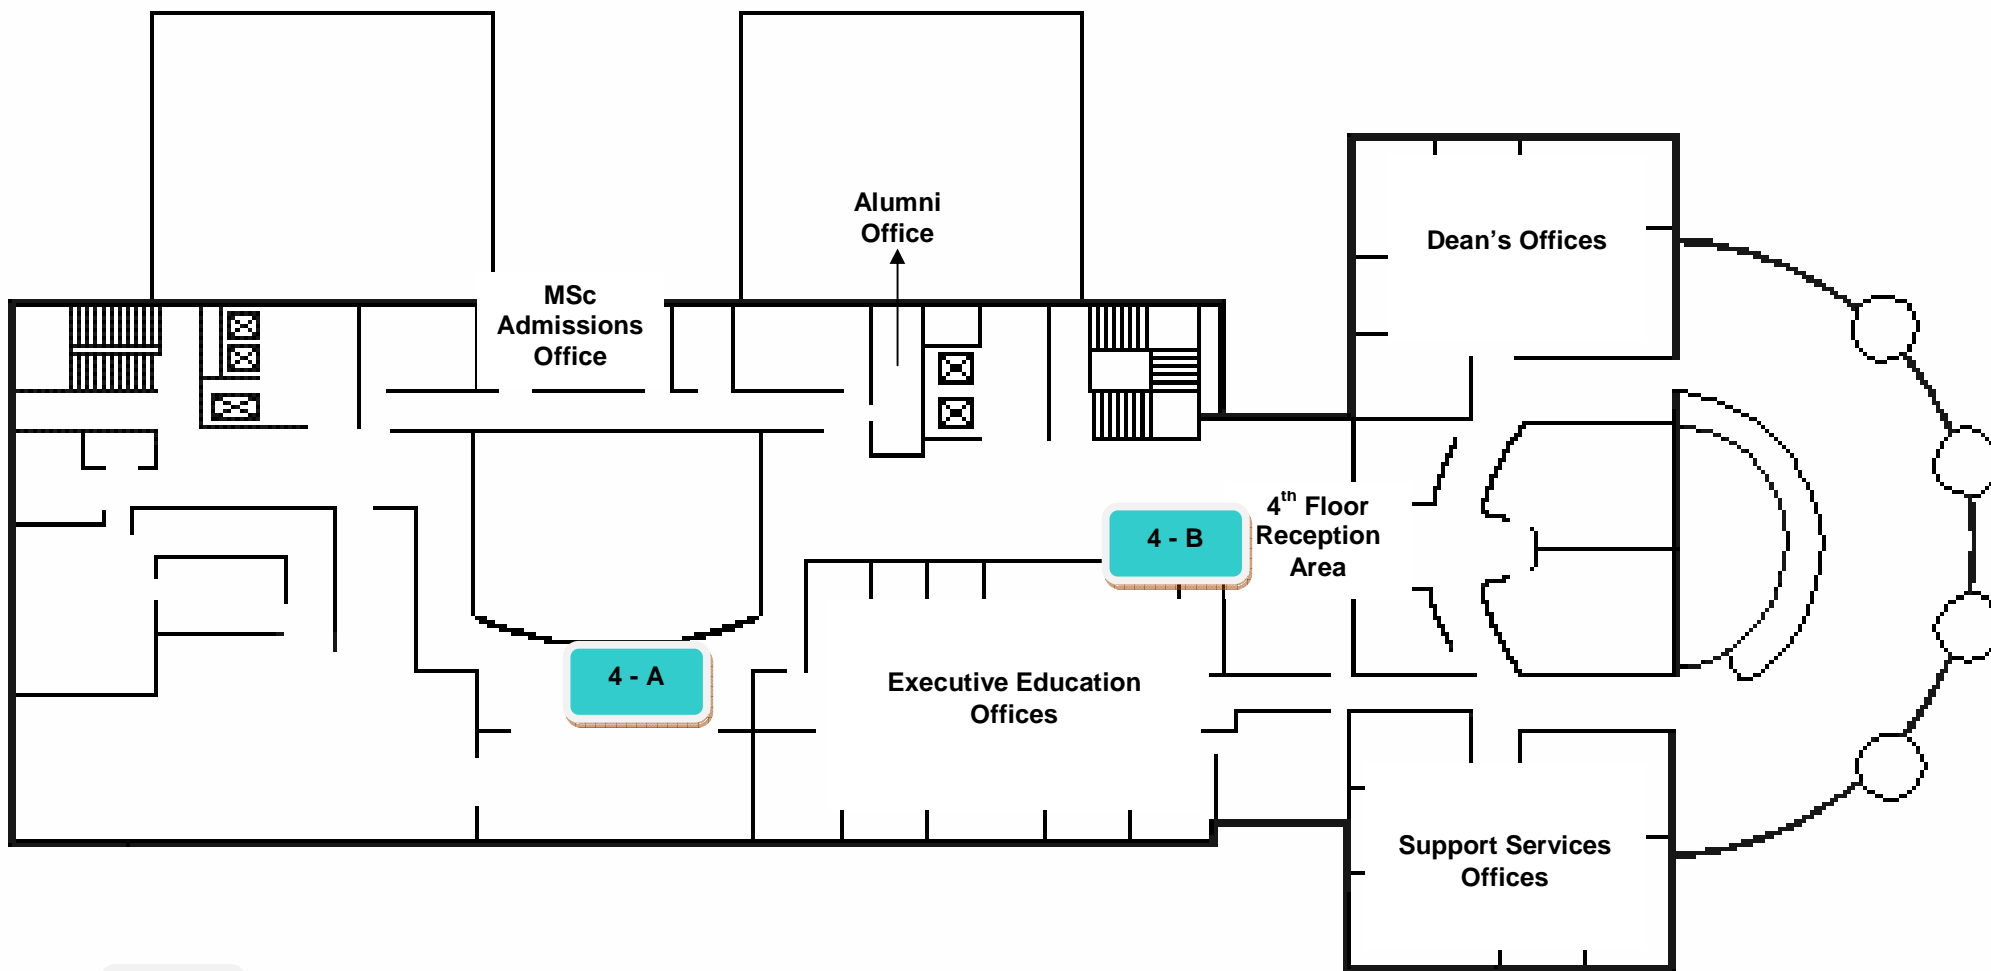 Alumni
Office
Dean’s Offices
MSc
Admissions
Office
4th Floor
Reception
Area
4 - B
4 - A
Executive Education
Offices
Support Services
Offices